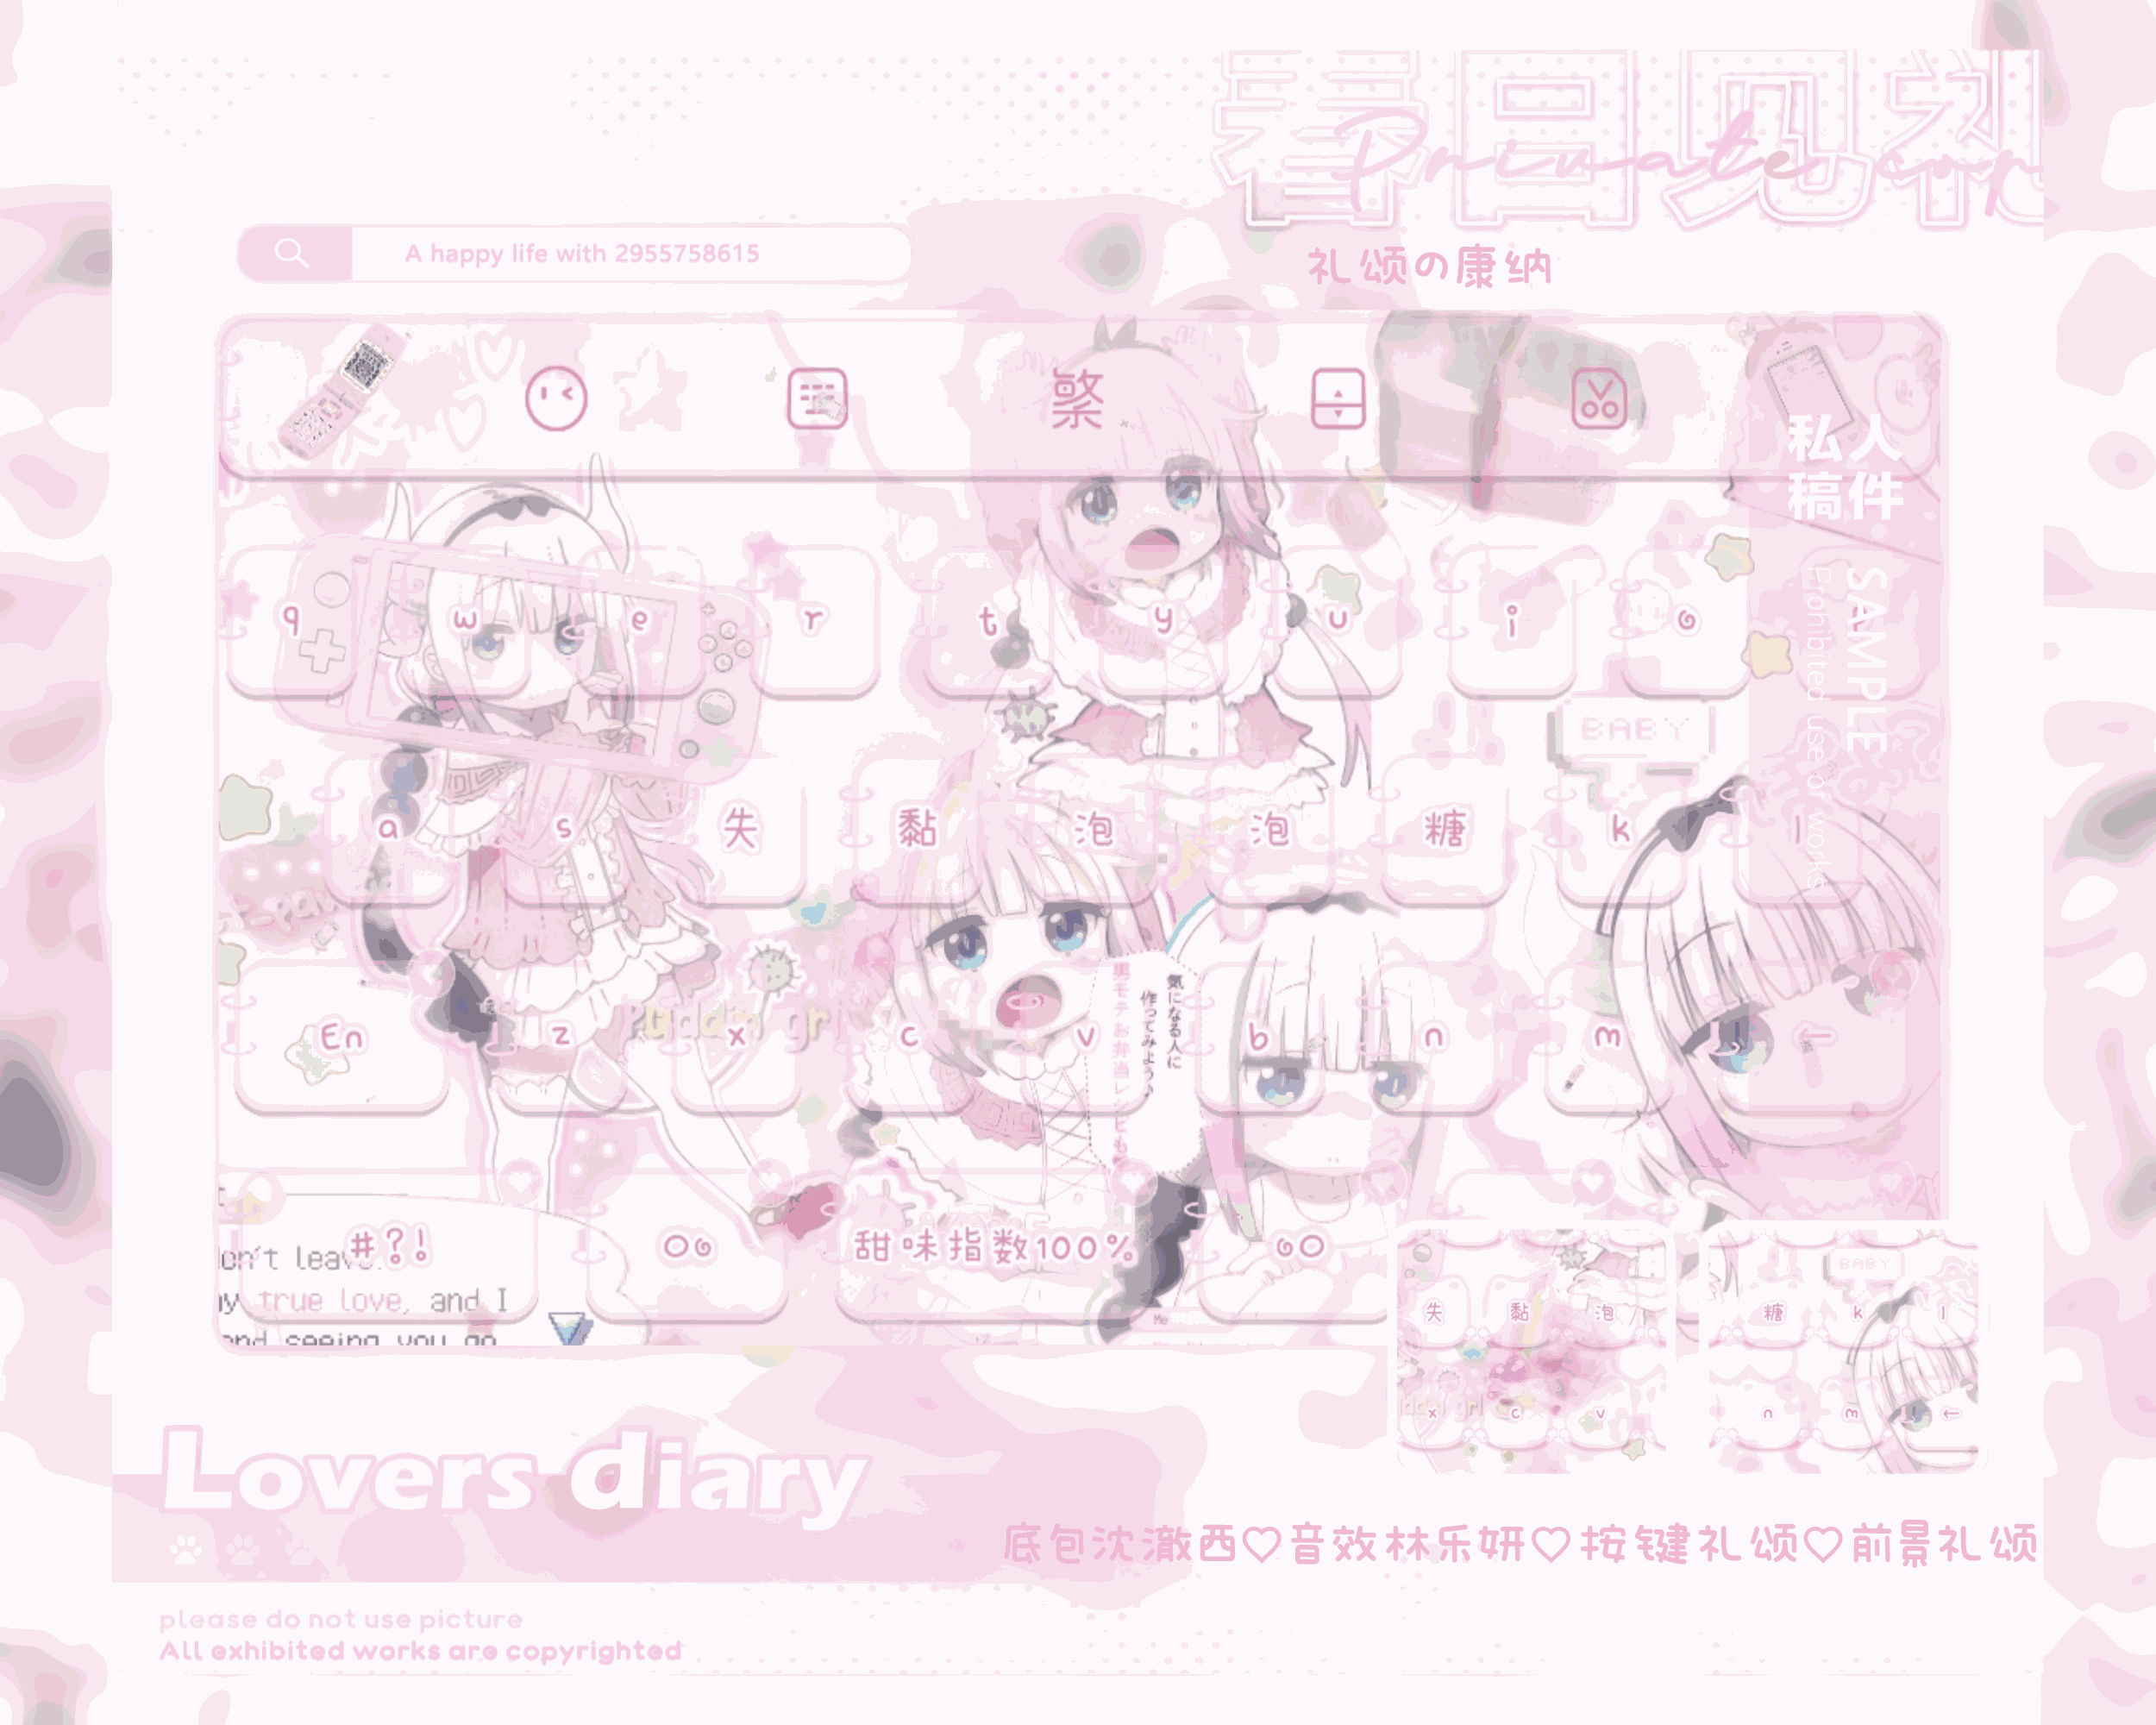 春日见礼
Private
A happy life with 2955758615
礼颂の康纳
繁
私人
稿件
SAMPLE
Prohibited use of works
q w e r t y u i o
BABY
a s 失 黏 泡 泡 糖 k l
En z x c v b n m ←
Puddin grl
気になる人に
作ってみよう
#?! 甜味指数100%
true love, and I
and seeing you go
失 黏 泡
x c v
糖 k l
n m ←
Lovers diary
底包沈澈西♡音效林乐妍♡按键礼颂♡前景礼颂
please do not use picture
All exhibited works are copyrighted